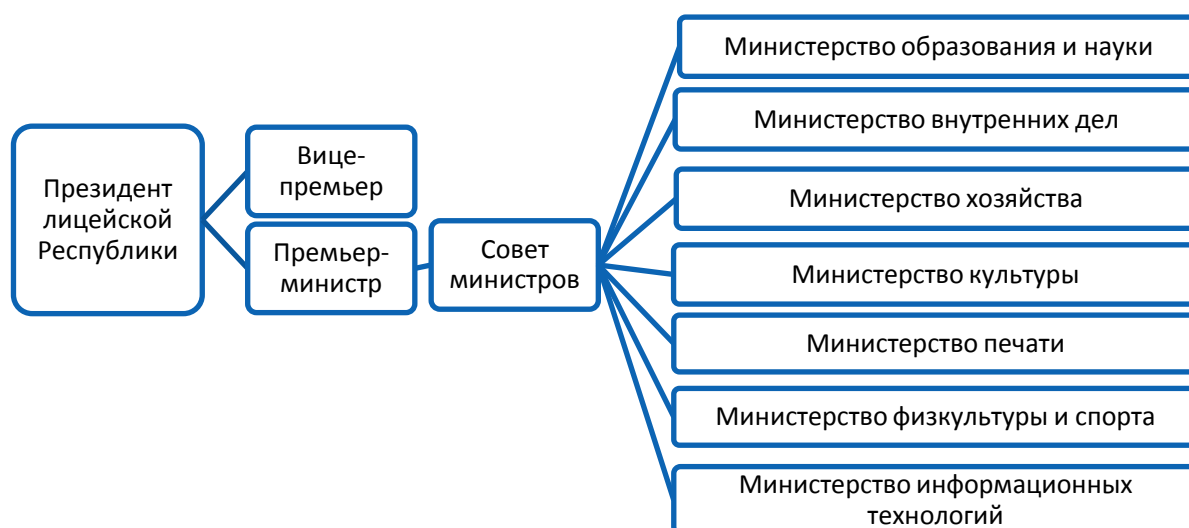 Президент
лицейской
Республики
Вице-
премьер
Премьер-
министр
Совет
министров
Министерство образования и науки
Министерство внутренних дел
Министерство хозяйства
Министерство культуры
Министерство печати
Министерство физкультуры и спорта
Министерство информационных
технологий